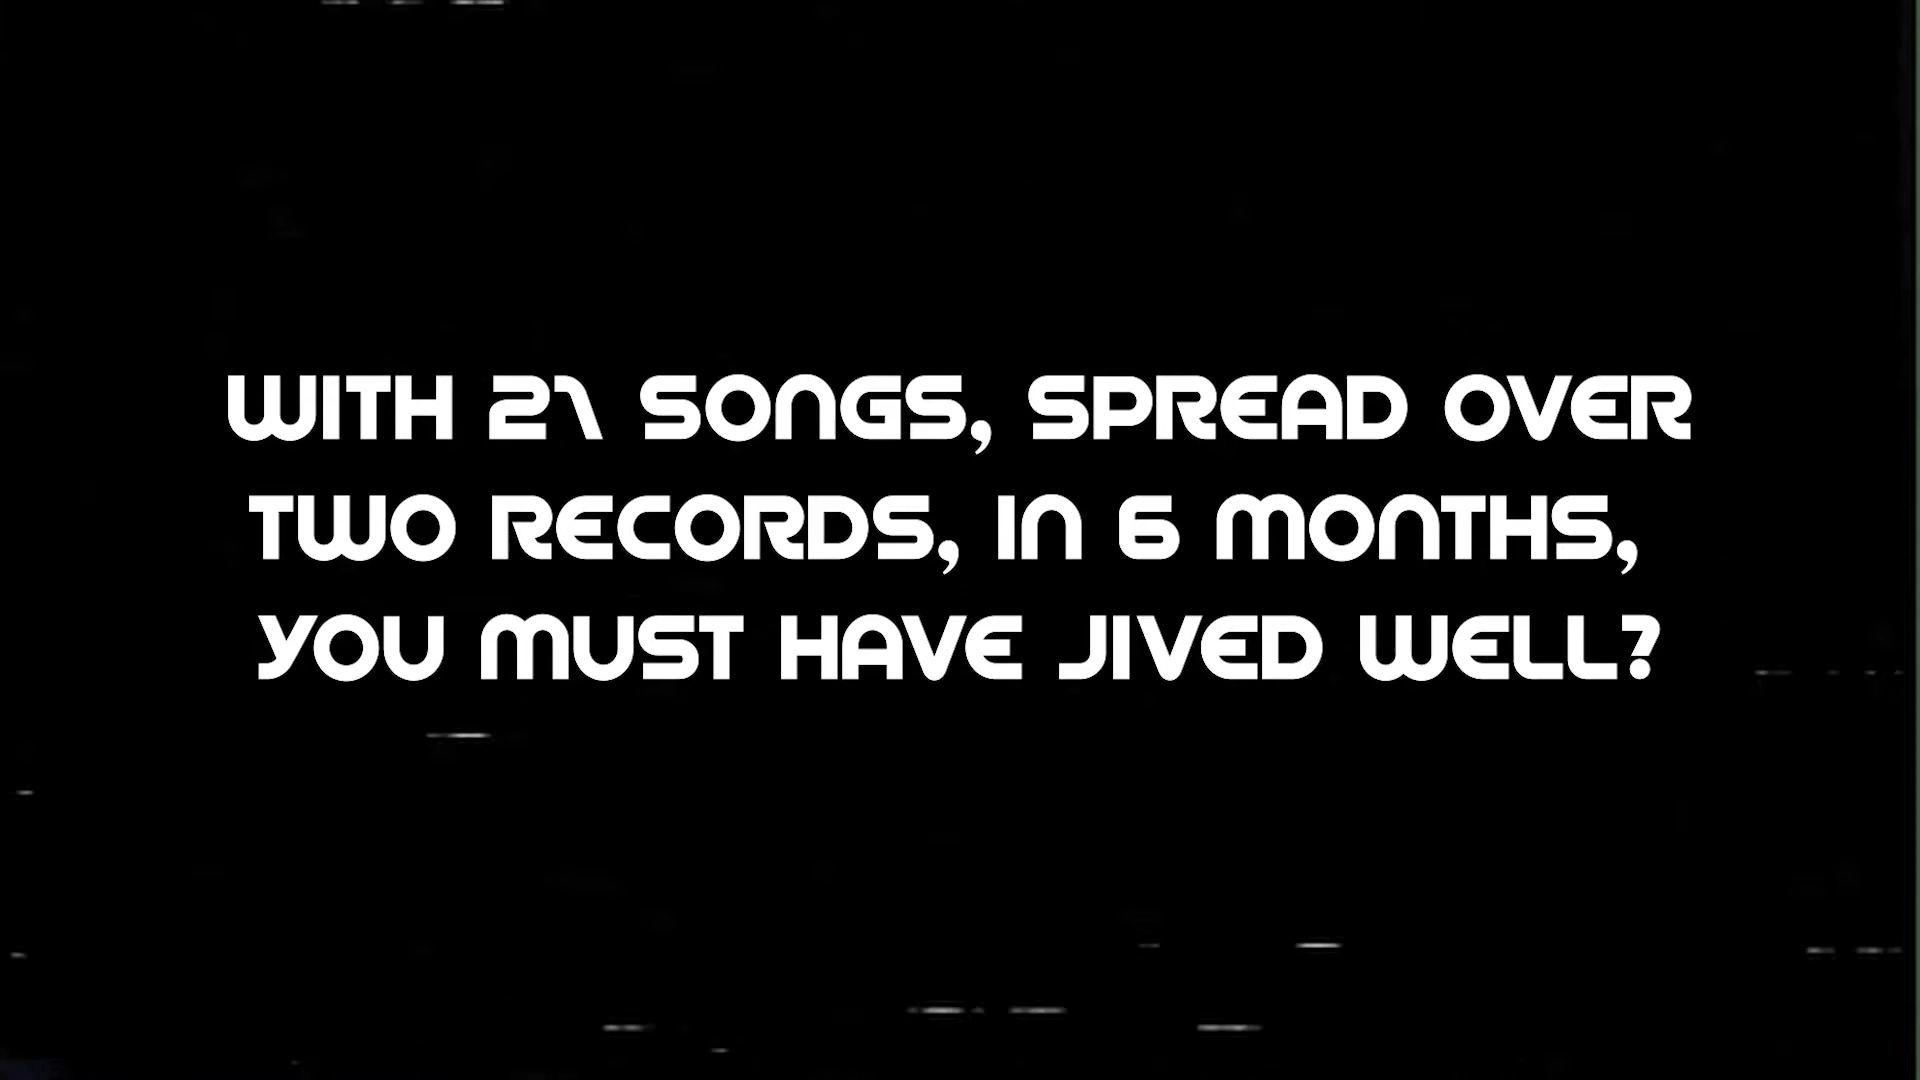 WITH 21 SONGS, SPREAD OVER
TWO RECORDS, IN 6 MONTHS,
YOU MUST HAVE JIVED WELL?